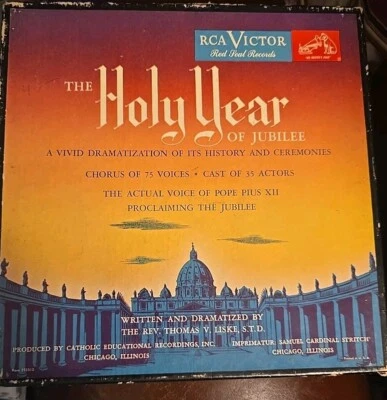 RCA VICTOR
Red Seal Records
THE Holy Year
OF JUBILEE
A VIVID DRAMATIZATION OF ITS HISTORY AND CEREMONIES
CHORUS OF 75 VOICES • CAST OF 35 ACTORS
THE ACTUAL VOICE OF POPE PIUS XII
PROCLAIMING THE JUBILEE
WRITTEN AND DRAMATIZED BY
THE REV. THOMAS V. LISKE, S.T.D.
PRODUCED BY CATHOLIC EDUCATIONAL RECORDINGS, INC.
CHICAGO, ILLINOIS
IMPRIMATUR: SAMUEL CARDINAL STRITCH
CHICAGO, ILLINOIS